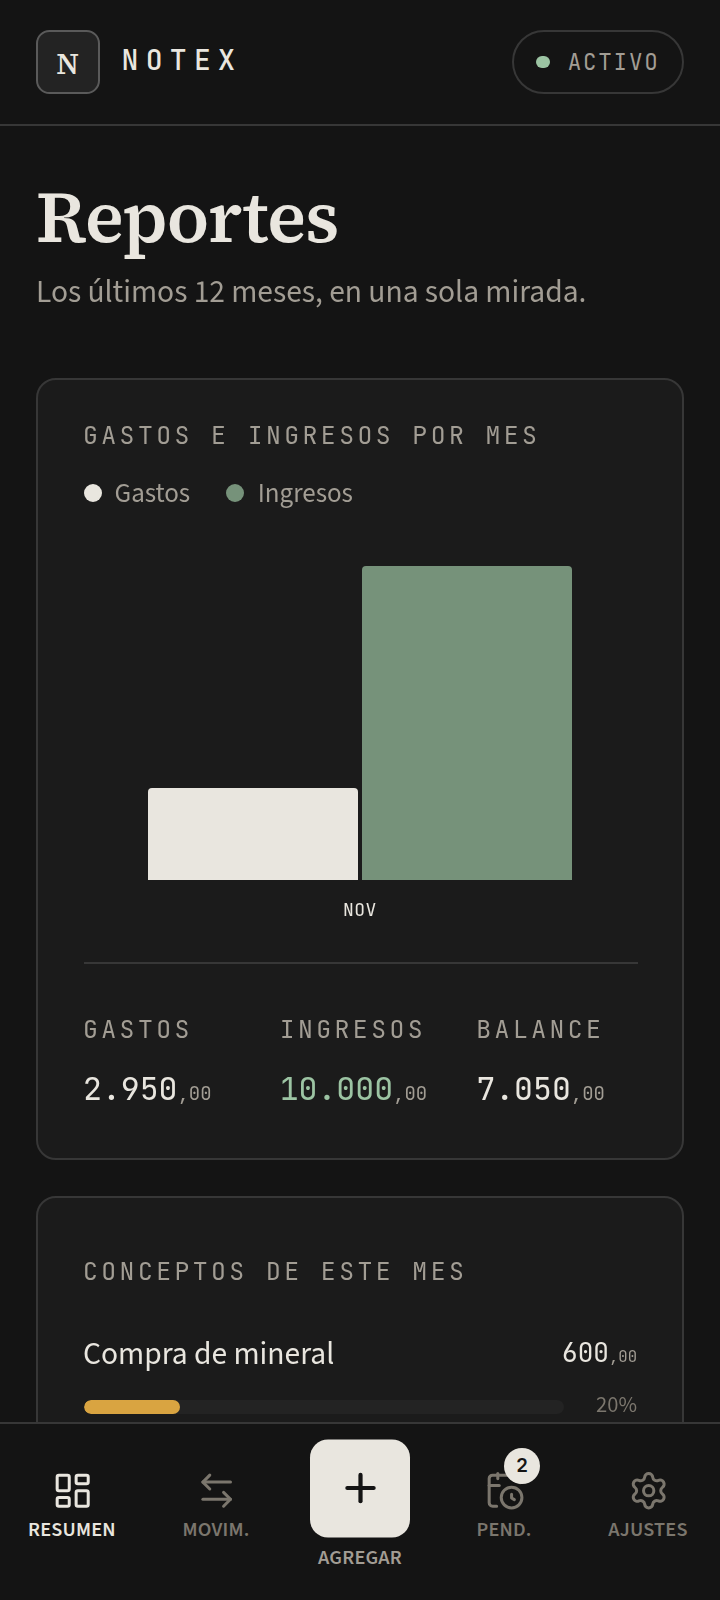 N NOTEX ACTIVO
Reportes
Los últimos 12 meses, en una sola mirada.
GASTOS E INGRESOS POR MES
Gastos Ingresos
NOV
GASTOS INGRESOS BALANCE
2.950,00 10.000,00 7.050,00
CONCEPTOS DE ESTE MES
Compra de mineral 600,00
20%
2
RESUMEN MOVIM. PEND. AJUSTES
AGREGAR